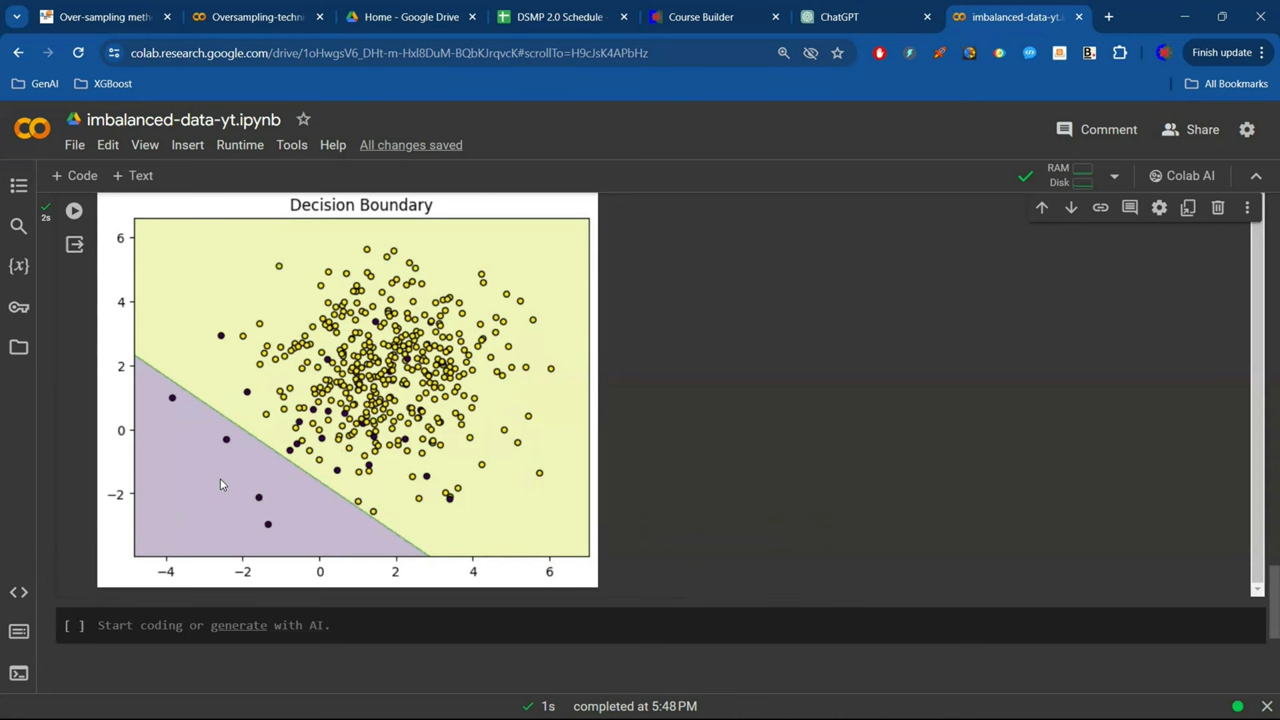 Over-sampling meth
Oversampling-techni
Home - Google Drive
DSMP 2.0 Schedule -
Course Builder
ChatGPT
imbalanced-data-yt.i
colab.research.google.com/drive/1oHwgsV6_DHt-m-Hxl8DuM-BQbKJrqvcK#scrollTo=H9cJsK4APbHz
Finish update
GenAI
XGBoost
All Bookmarks
imbalanced-data-yt.ipynb
Comment
Share
File Edit View Insert Runtime Tools Help All changes saved
+ Code + Text
RAM
Disk
Colab AI
2s
Decision Boundary
6
4
2
0
−2
−4 −2 0 2 4 6
{x}
[ ] Start coding or generate with AI.
1s completed at 5:48 PM